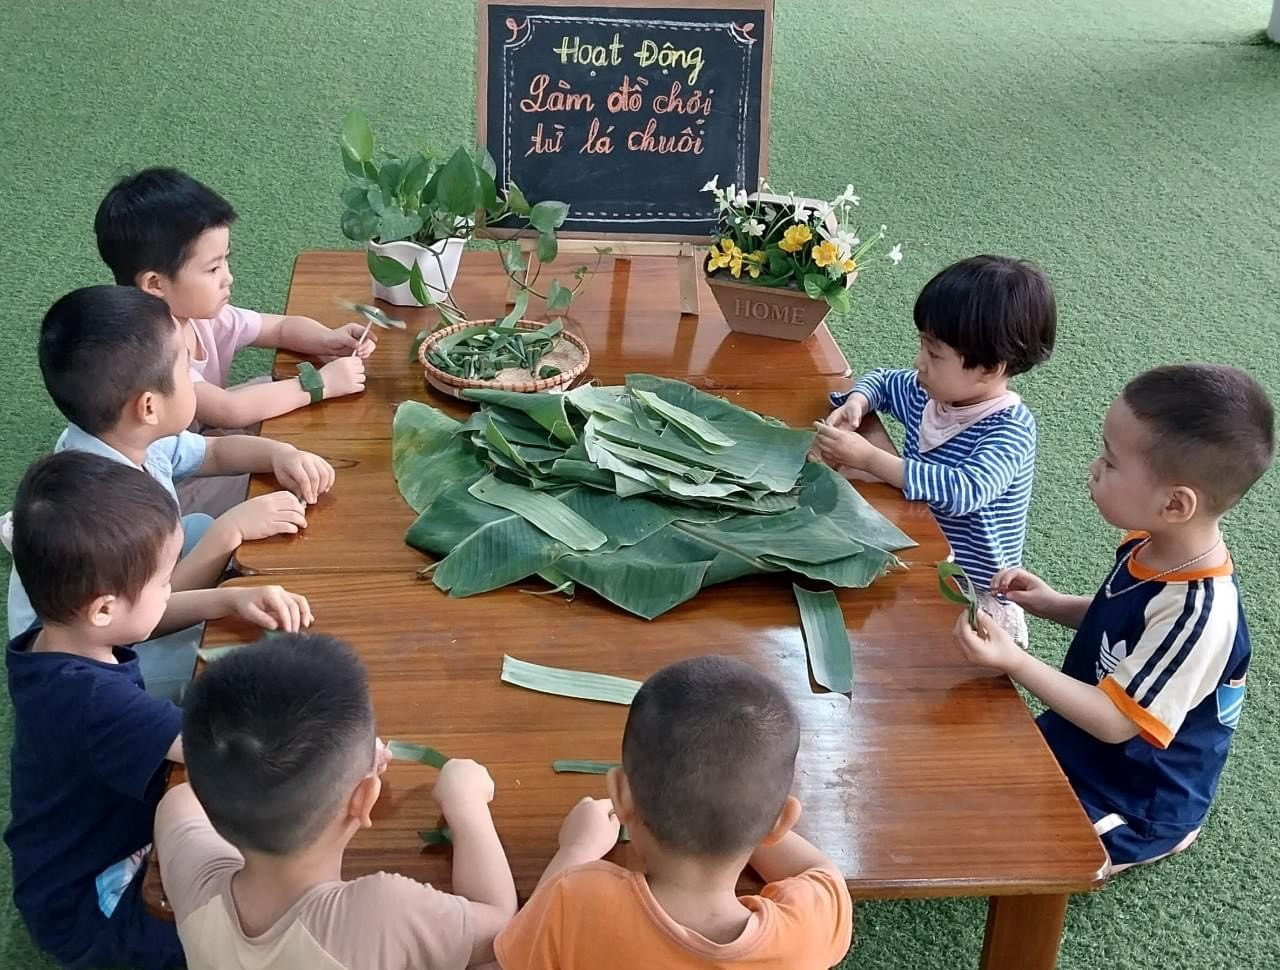 Hoạt Động
Làm đồ chơi
từ lá chuối
HOME